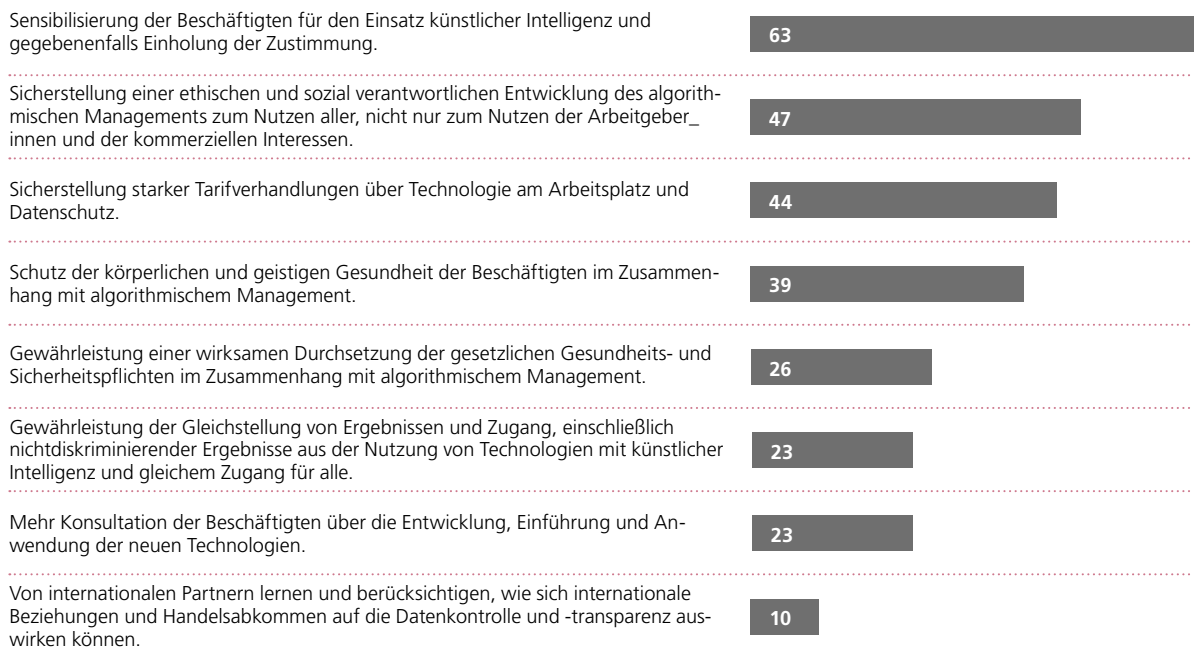 Sensibilisierung der Beschäftigten für den Einsatz künstlicher Intelligenz und
gegebenenfalls Einholung der Zustimmung.
63
Sicherstellung einer ethischen und sozial verantwortlichen Entwicklung des algorith-
mischen Managements zum Nutzen aller, nicht nur zum Nutzen der Arbeitgeber_
innen und der kommerziellen Interessen.
47
Sicherstellung starker Tarifverhandlungen über Technologie am Arbeitsplatz und
Datenschutz.
44
Schutz der körperlichen und geistigen Gesundheit der Beschäftigten im Zusammen-
hang mit algorithmischem Management.
39
Gewährleistung einer wirksamen Durchsetzung der gesetzlichen Gesundheits- und
Sicherheitspflichten im Zusammenhang mit algorithmischem Management.
26
Gewährleistung der Gleichstellung von Ergebnissen und Zugang, einschließlich
nichtdiskriminierender Ergebnisse aus der Nutzung von Technologien mit künstlicher
Intelligenz und gleichem Zugang für alle.
23
Mehr Konsultation der Beschäftigten über die Entwicklung, Einführung und An-
wendung der neuen Technologien.
23
Von internationalen Partnern lernen und berücksichtigen, wie sich internationale
Beziehungen und Handelsabkommen auf die Datenkontrolle und -transparenz aus-
wirken können.
10